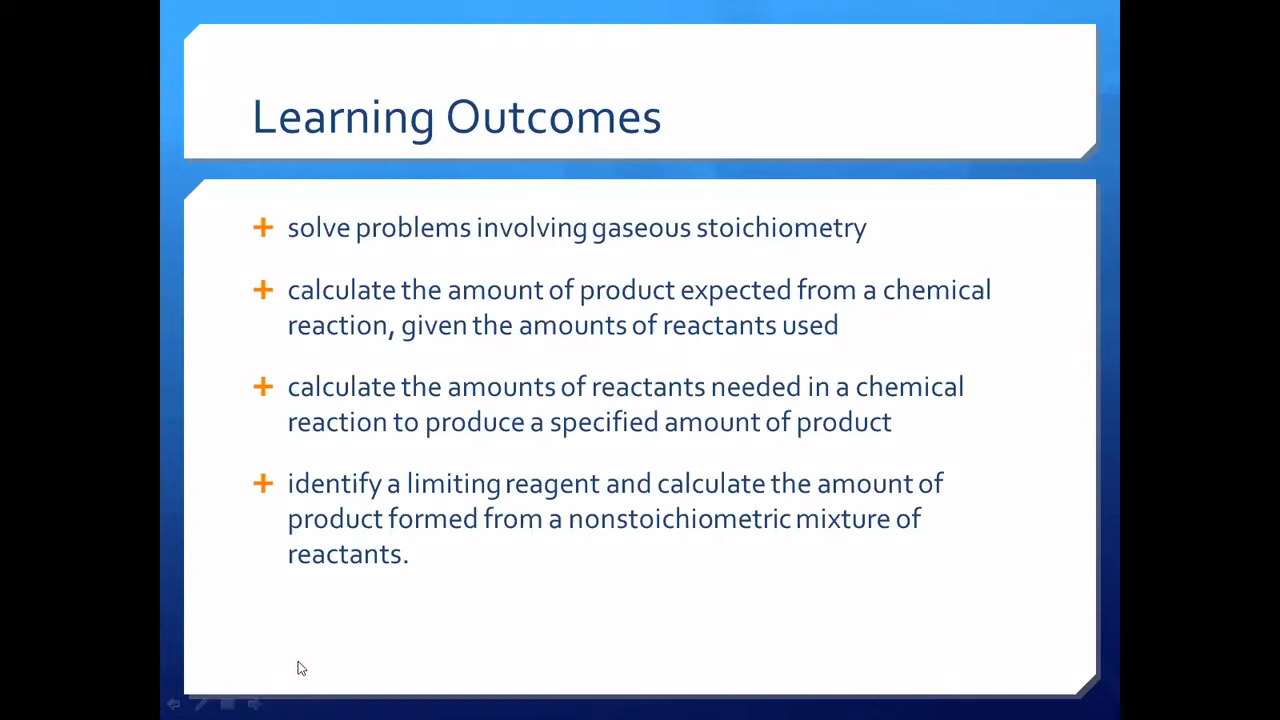 Learning Outcomes
+ solve problems involving gaseous stoichiometry
+ calculate the amount of product expected from a chemical
reaction, given the amounts of reactants used
+ calculate the amounts of reactants needed in a chemical
reaction to produce a specified amount of product
+ identify a limiting reagent and calculate the amount of
product formed from a nonstoichiometric mixture of
reactants.